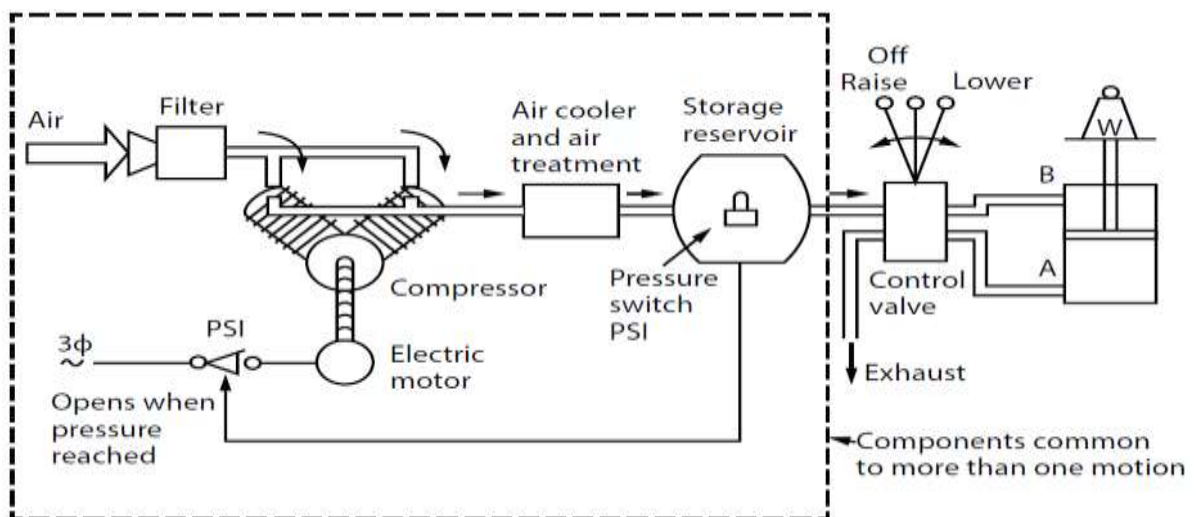 Air
Filter
Air cooler
and air
treatment
Storage
reservoir
Off
Raise
Lower
W
B
A
Compressor
Pressure
switch
PSI
Control
valve
3ϕ
~
PSI
Electric
motor
Exhaust
Opens when
pressure
reached
Components common
to more than one motion